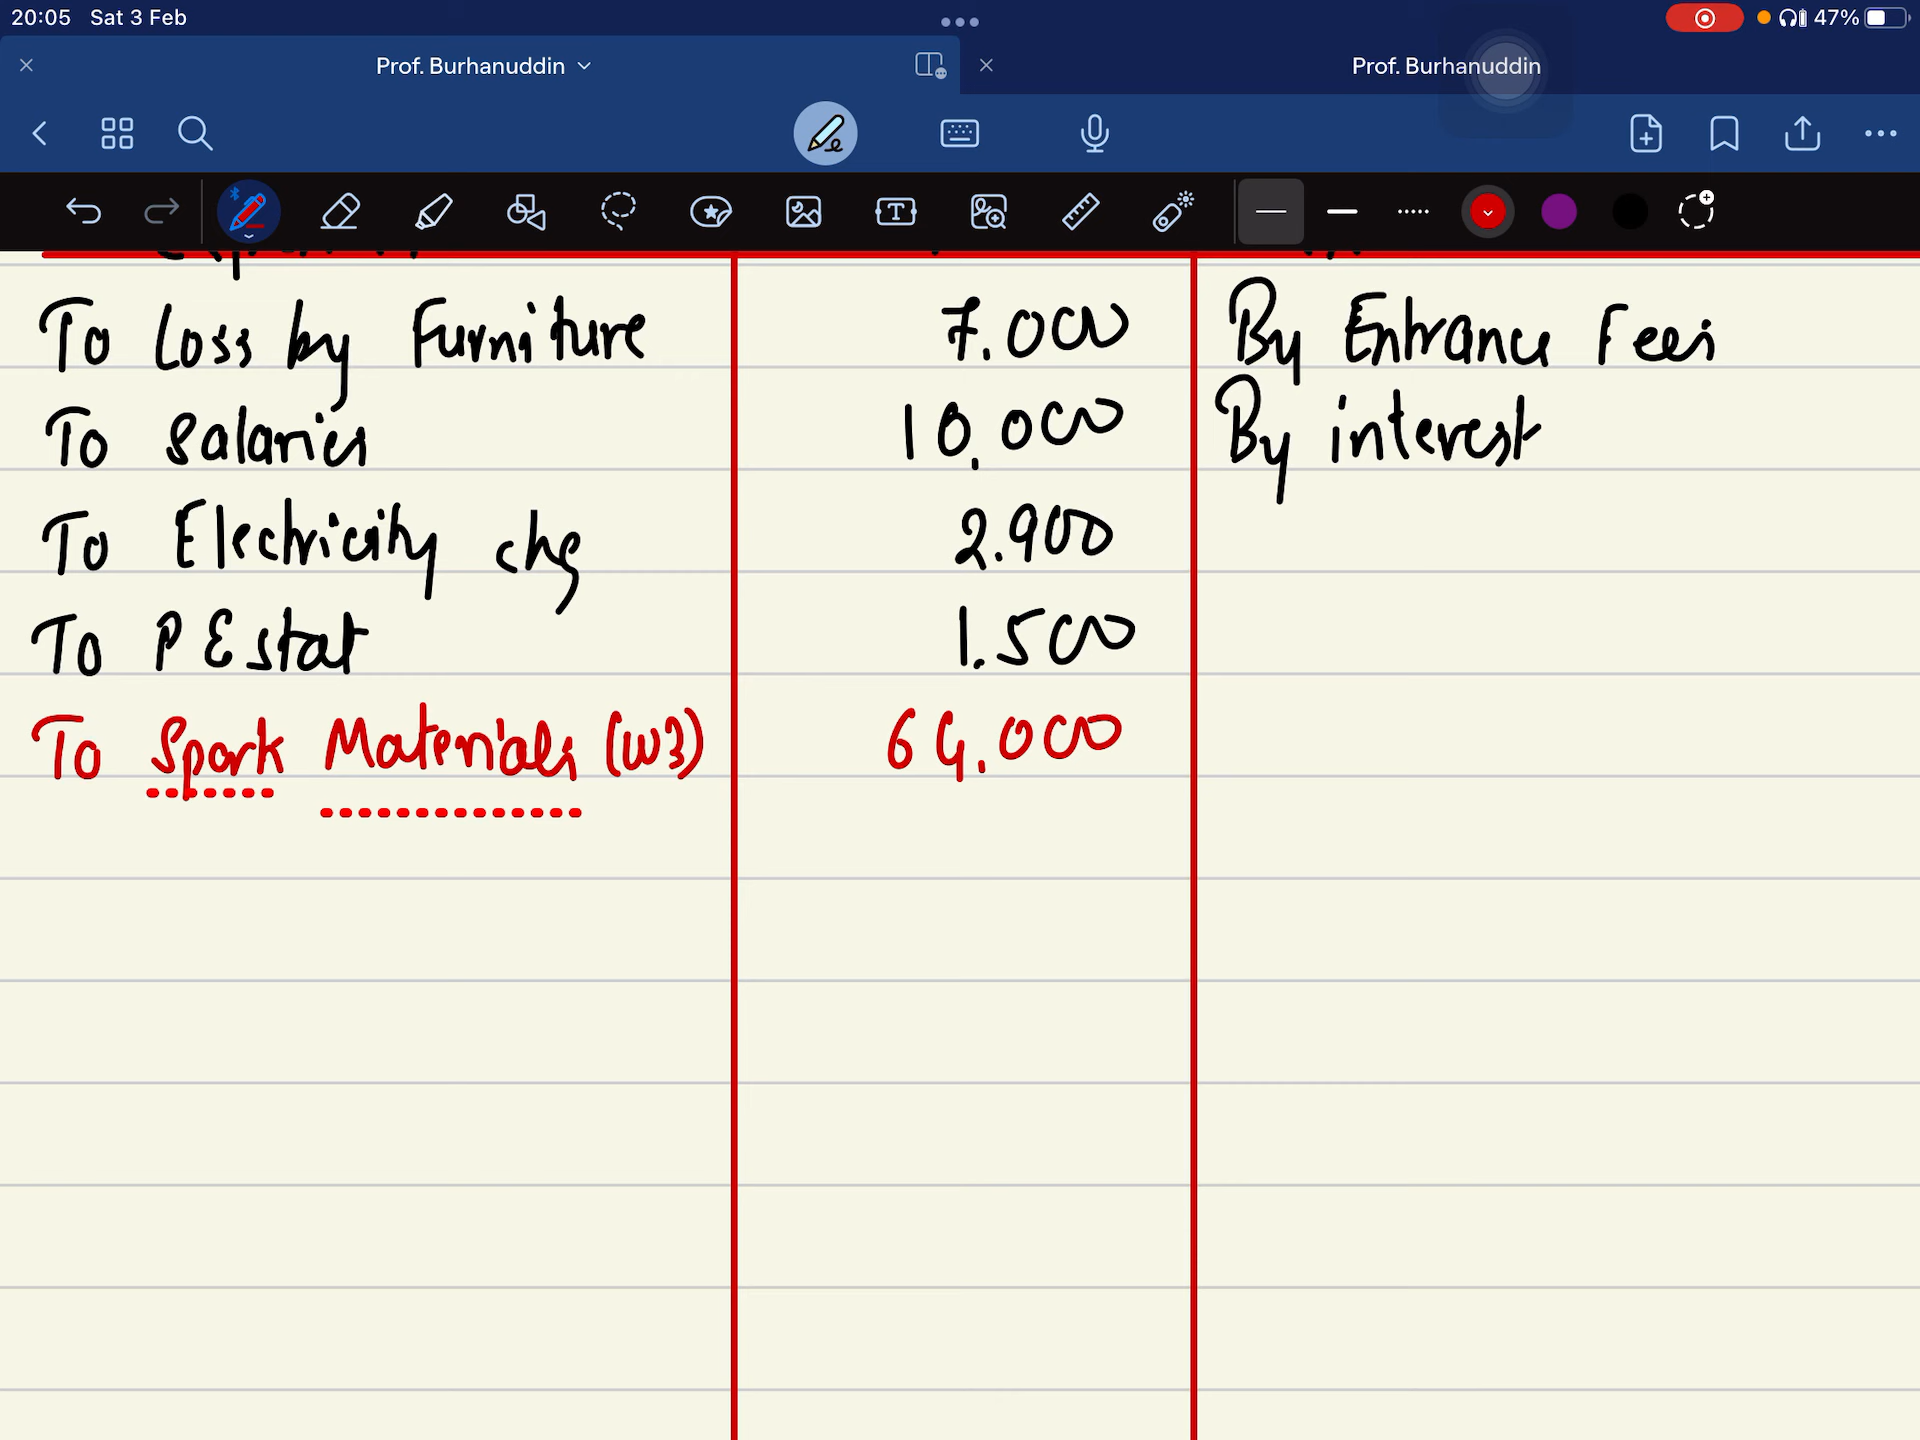 20:05 Sat 3 Feb
47%
Prof. Burhanuddin
Prof. Burhanuddin
To Loss by Furniture 7.000 By Entrance Fees
To Salaries 10,000 By interest
To Electricity chg 2.900
To P & stat 1.500
To Spork Materials (W3) 64.000